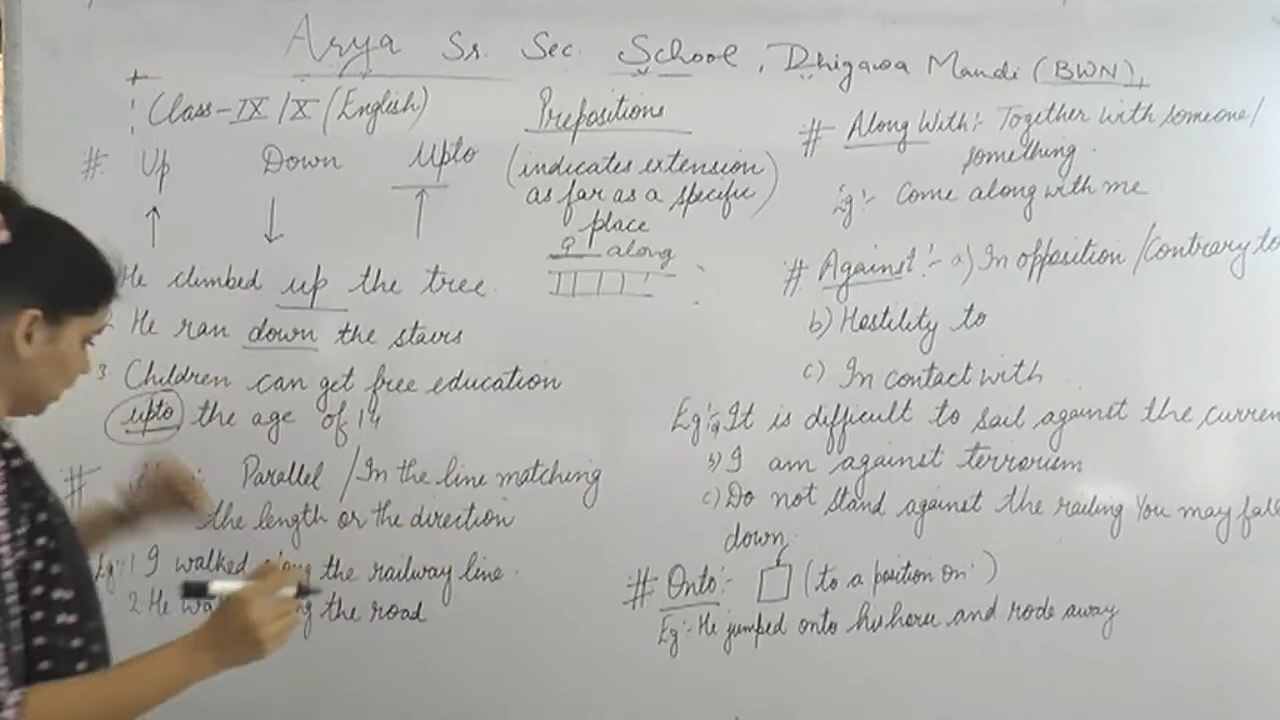 Arya Sr. Sec. School, Dhigawa Mandi (BWN)
Class-IX/X (English)
Prepositions
# Up Down Upto (indicates extension
as far as a specific)
place
along
He climbed up the tree.
2. He ran down the stairs
3 Children can get free education
upto the age of 14
# Parallel / In the line matching
the length or the direction
Eg:- 1 I walked along the railway line.
2 He the road
# Along With:- Together with someone/
something.
Eg:- Come along with me
# Against:- a) In opposition / Contrary to
b) Hostility to
c) In contact with
Eg:- a) It is difficult to sail against the curren
b) I am against terrorism
c) Do not stand against the railing You may fall
down
# Onto:- (to a position on.)
Eg:- He jumped onto his horse and rode away